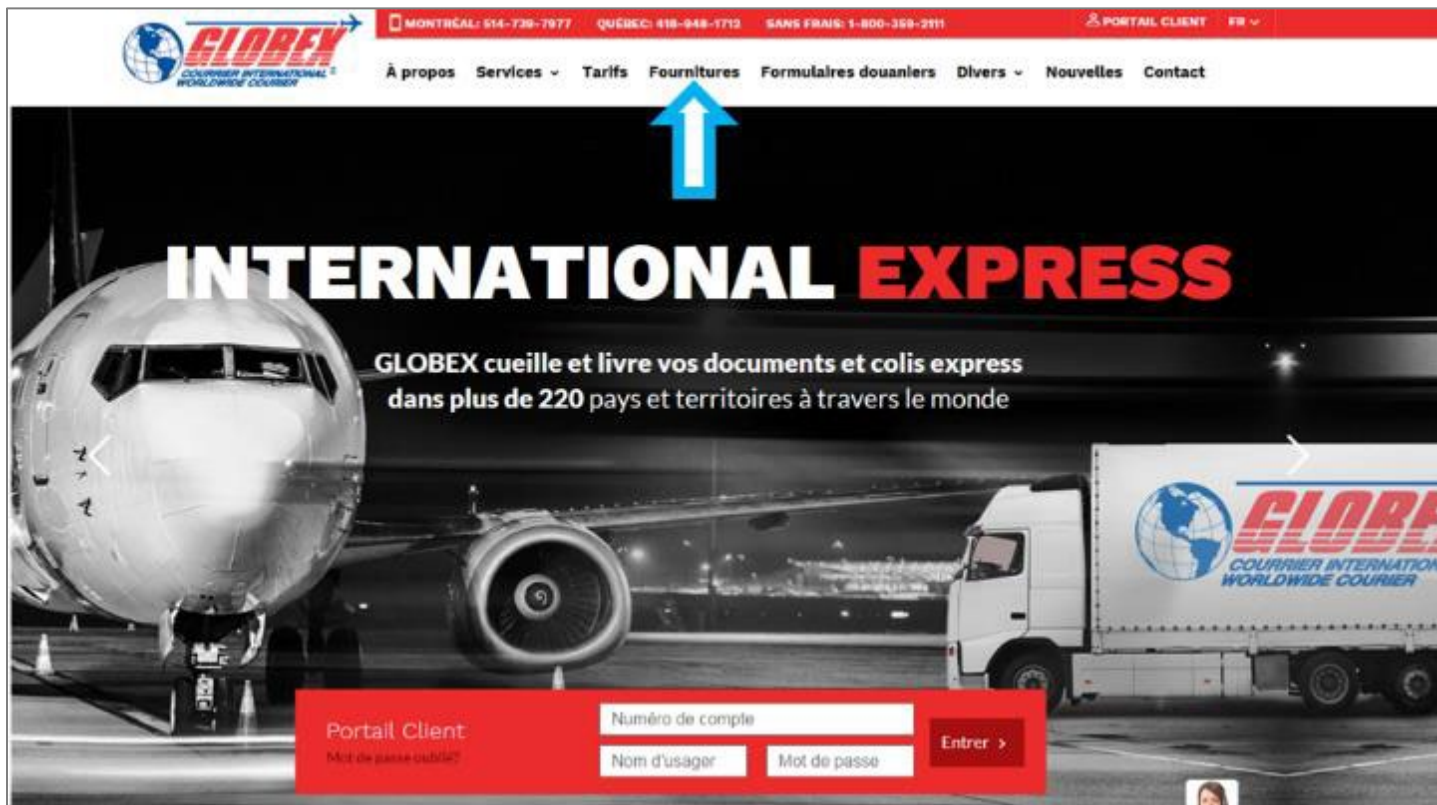 MONTRÉAL: 514-739-7977 QUÉBEC: 418-948-1712 SANS FRAIS: 1-800-359-2111 PORTAIL CLIENT FR
GLOBEX
COURRIER INTERNATIONAL
WORLDWIDE COURIER
À propos Services Tarifs Fournitures Formulaires douaniers Divers Nouvelles Contact
INTERNATIONAL EXPRESS
GLOBEX cueille et livre vos documents et colis express
dans plus de 220 pays et territoires à travers le monde
GLOBEX
COURRIER INTERNATION
WORLDWIDE COURIER
Portail Client
Mot de passe oublié?
Numéro de compte
Nom d'usager Mot de passe
Entrer >